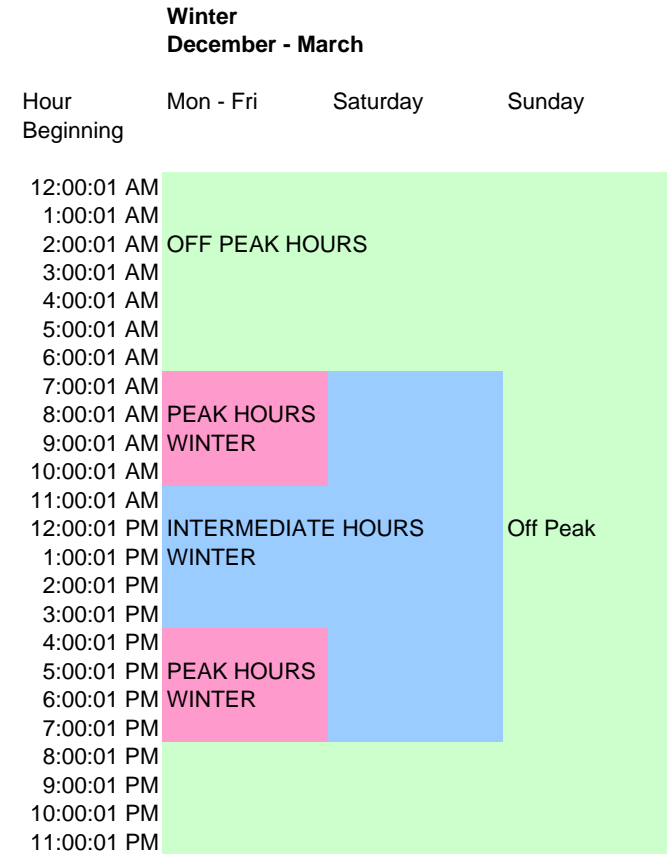 Winter
December - March
Hour Beginning Mon - Fri Saturday Sunday
12:00:01 AM
1:00:01 AM
2:00:01 AM OFF PEAK HOURS
3:00:01 AM
4:00:01 AM
5:00:01 AM
6:00:01 AM
7:00:01 AM
8:00:01 AM PEAK HOURS
9:00:01 AM WINTER
10:00:01 AM
11:00:01 AM
12:00:01 PM INTERMEDIATE HOURS Off Peak
1:00:01 PM WINTER
2:00:01 PM
3:00:01 PM
4:00:01 PM
5:00:01 PM PEAK HOURS
6:00:01 PM WINTER
7:00:01 PM
8:00:01 PM
9:00:01 PM
10:00:01 PM
11:00:01 PM